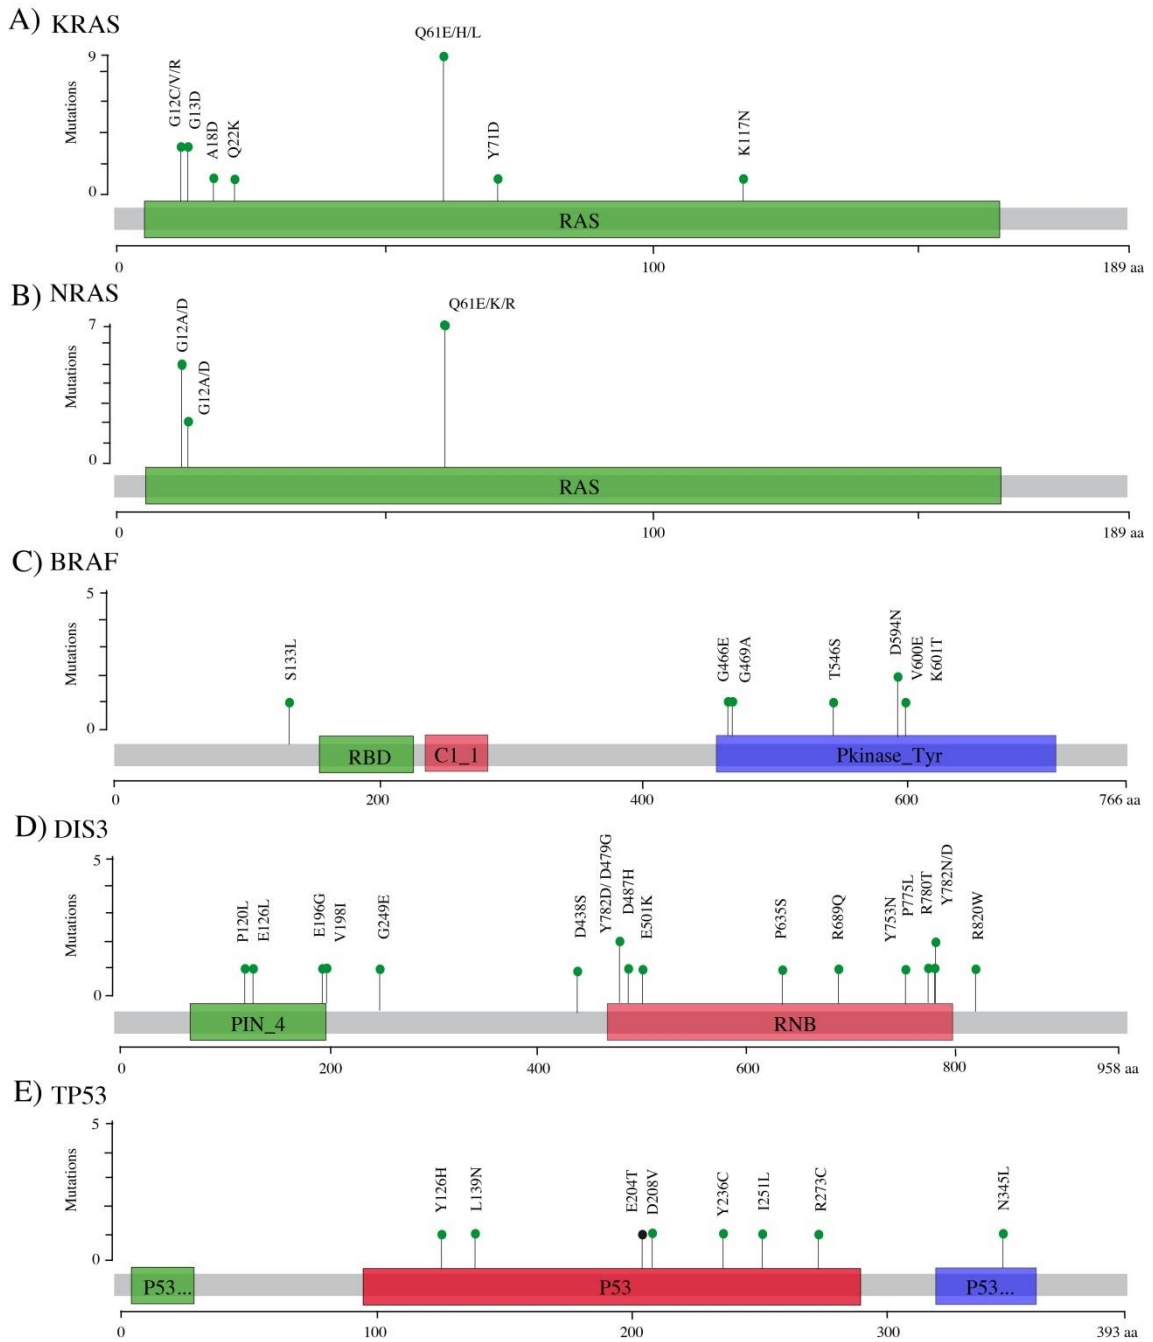 A) KRAS
Q61E/H/L
9
Mutations
0
G12C/V/R
G13D
A18D
Q22K
Y71D
K117N
RAS
0
100
189 aa
B) NRAS
Q61E/K/R
7
Mutations
0
G12A/D
G12A/D
RAS
0
100
189 aa
C) BRAF
5
Mutations
0
S133L
G466E
G469A
T546S
D594N
V600E
K601T
RBD
C1_1
Pkinase_Tyr
0
200
400
600
766 aa
D) DIS3
5
Mutations
0
P120L
E126L
E196G
V198I
G249E
D438S
Y782D/ D479G
D487H
E501K
P635S
R689Q
Y753N
P775L
R780T
Y782N/D
R820W
PIN_4
RNB
0
200
400
600
800
958 aa
E) TP53
5
Mutations
0
Y126H
L139N
E204T
D208V
Y236C
I251L
R273C
N345L
P53...
P53
P53...
0
100
200
300
393 aa